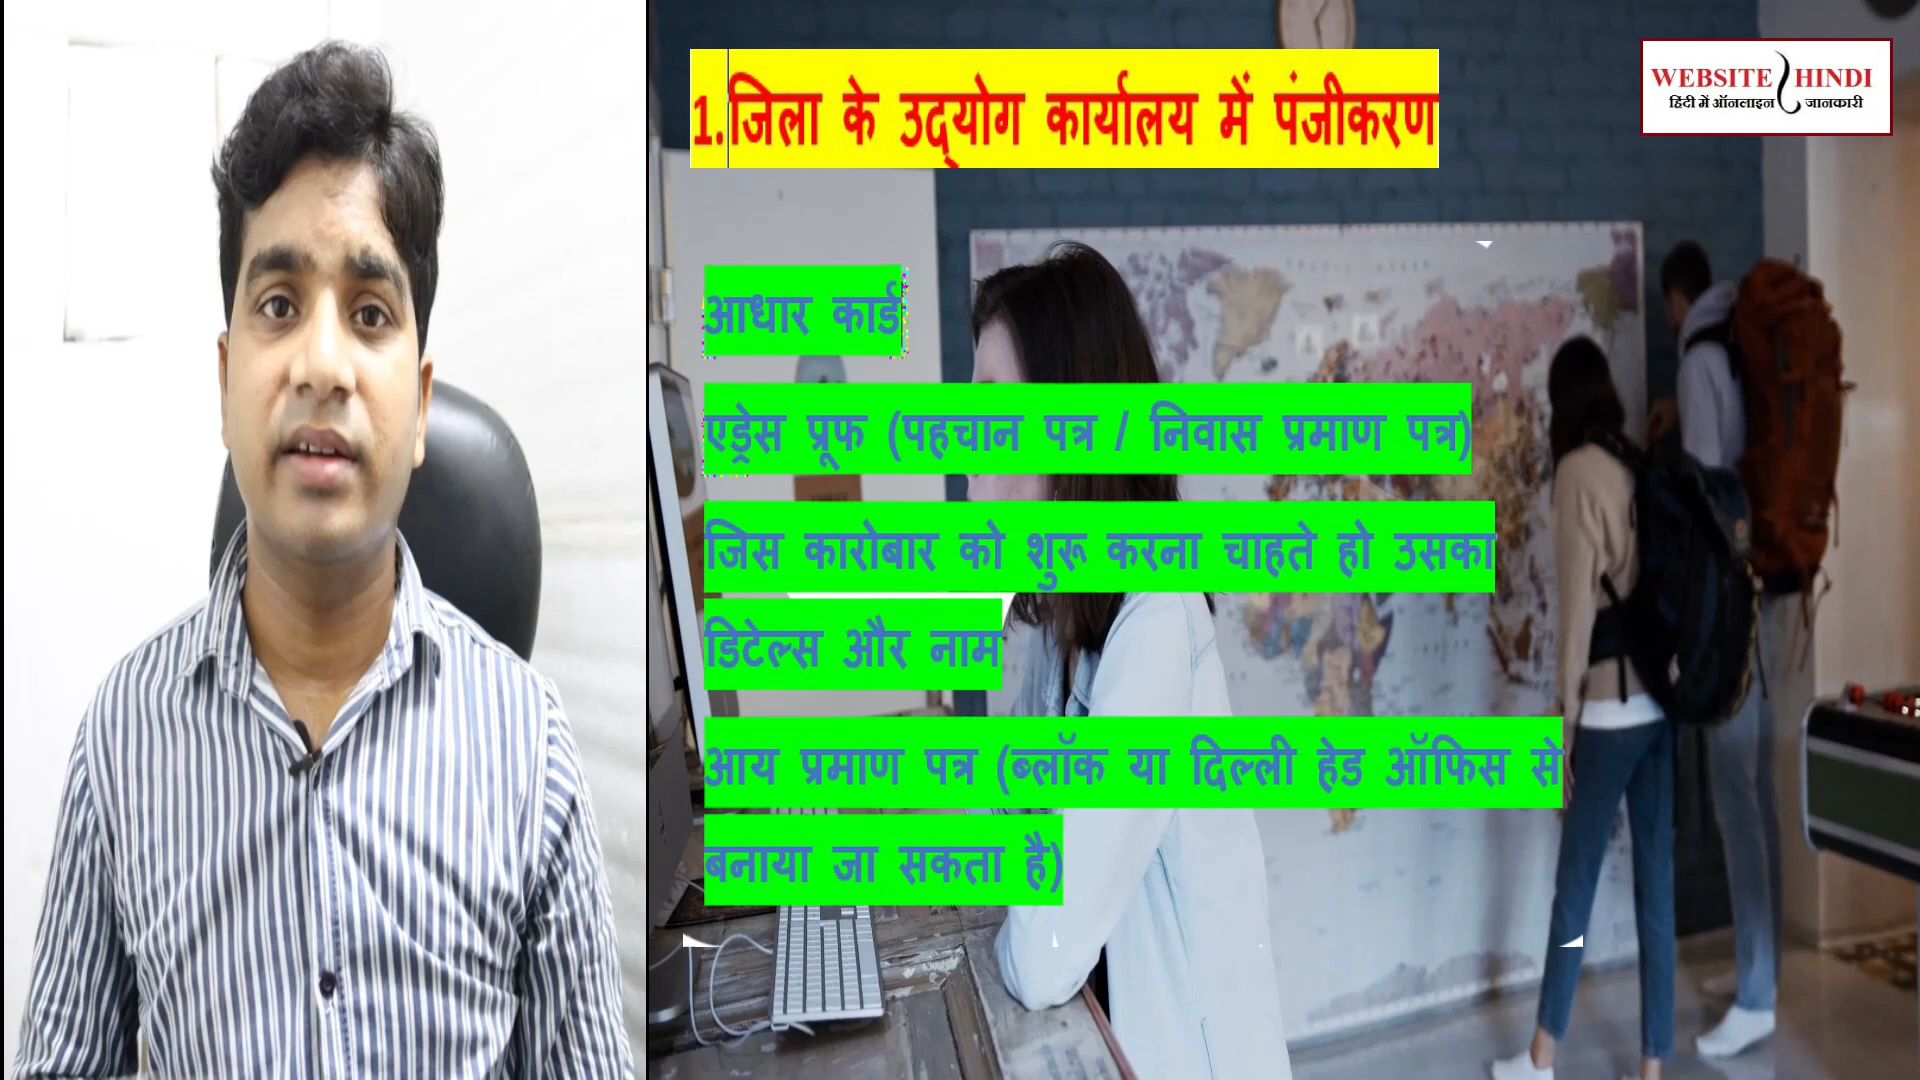 1.जिला के उद्योग कार्यालय में पंजीकरण
WEBSITE HINDI
हिंदी में ऑनलाइन जानकारी
आधार कार्ड
एड्रेस प्रूफ (पहचान पत्र / निवास प्रमाण पत्र)
जिस कारोबार को शुरू करना चाहते हो उसका
डिटेल्स और नाम
आय प्रमाण पत्र (ब्लॉक या दिल्ली हेड ऑफिस से
बनाया जा सकता है)